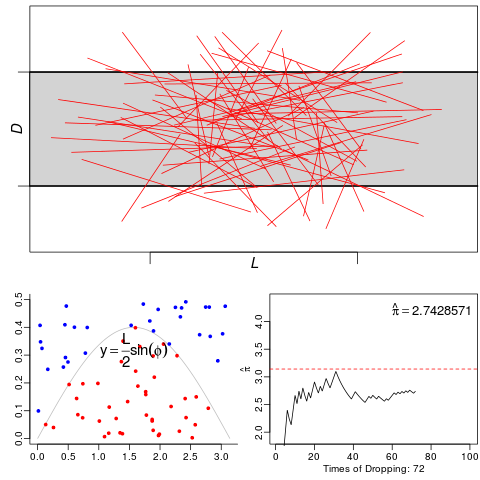 D
L
0.0 0.1 0.2 0.3 0.4 0.5
y = L/2 sin(ϕ)
0.0 0.5 1.0 1.5 2.0 2.5 3.0
π̂ = 2.7428571
π̂
2.0 2.5 3.0 3.5 4.0
0 20 40 60 80 100
Times of Dropping: 72